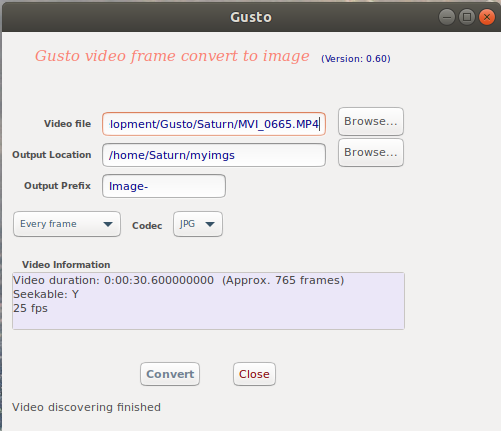 Gusto
Gusto video frame convert to image (Version: 0.60)
Video file lopment/Gusto/Saturn/MVI_0665.MP4 Browse...
Output Location /home/Saturn/myimgs Browse...
Output Prefix Image-
Every frame Codec JPG
Video Information
Video duration: 0:00:30.600000000 (Approx. 765 frames)
Seekable: Y
25 fps
Convert Close
Video discovering finished